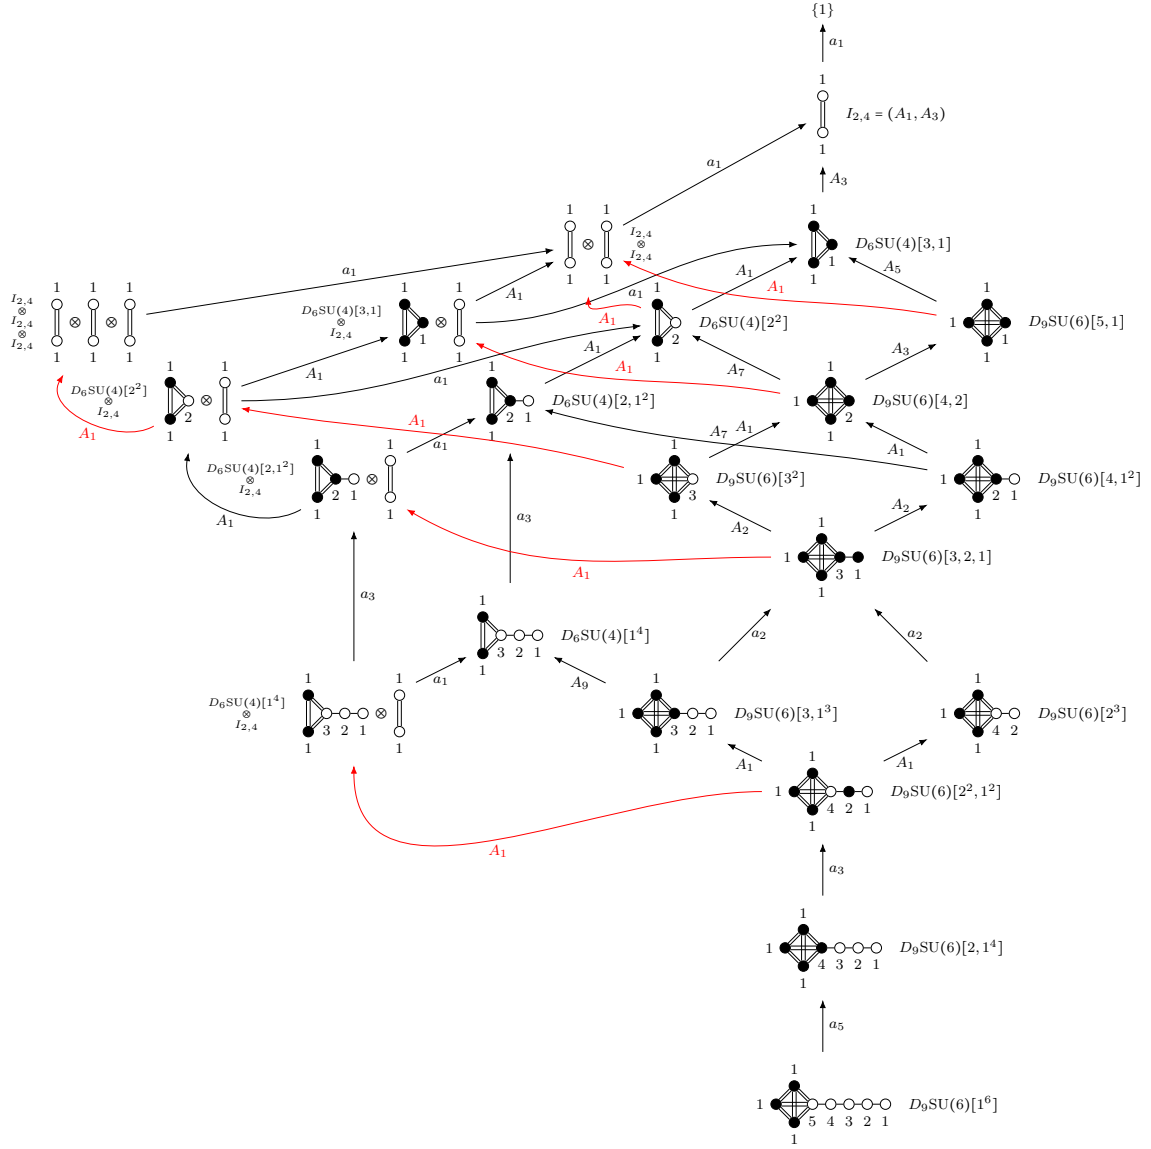 {1}
a₁
1
I₂,₄ = (A₁, A₃)
1
a₁
A₃
1 1 1
I₂,₄
⊗
I₂,₄
D₆SU(4)[3,1]
1
1 1 1
a₁
A₁
A₁
A₅
a₁
A₁
1 1 1
I₂,₄
⊗
I₂,₄
⊗
I₂,₄
1 1 1
1 1
D₆SU(4)[3,1]
⊗
I₂,₄
1
1 1
1
D₆SU(4)[2²]
2
1
A₁
1
1 1
D₉SU(6)[5,1]
1
A₁
a₁
A₁
A₁
A₇
A₃
1 1
D₆SU(4)[2²]
⊗
I₂,₄
2
1 1
A₁
1
D₆SU(4)[2,1²]
2 1
1
1
1
2
D₉SU(6)[4,2]
1
A₁
a₁
A₇
A₁
A₁
1 1
D₆SU(4)[2,1²]
⊗
I₂,₄
2 1
1 1
A₁
1
1
3
D₉SU(6)[3²]
1
1
1
2 1
D₉SU(6)[4,1²]
1
a₃
A₂
A₂
1
1
3 1
D₉SU(6)[3,2,1]
1
A₁
a₃
1
D₆SU(4)[1⁴]
3 2 1
1
a₂
a₂
a₁
A₉
1 1
D₆SU(4)[1⁴]
⊗
I₂,₄
3 2 1
1 1
1
1
3 2 1
D₉SU(6)[3,1³]
1
1
1
4 2
D₉SU(6)[2³]
1
A₁
A₁
1
1
4 2 1
D₉SU(6)[2²,1²]
1
A₁
a₃
1
1
4 3 2 1
D₉SU(6)[2,1⁴]
1
a₅
1
1
5 4 3 2 1
D₉SU(6)[1⁶]
1